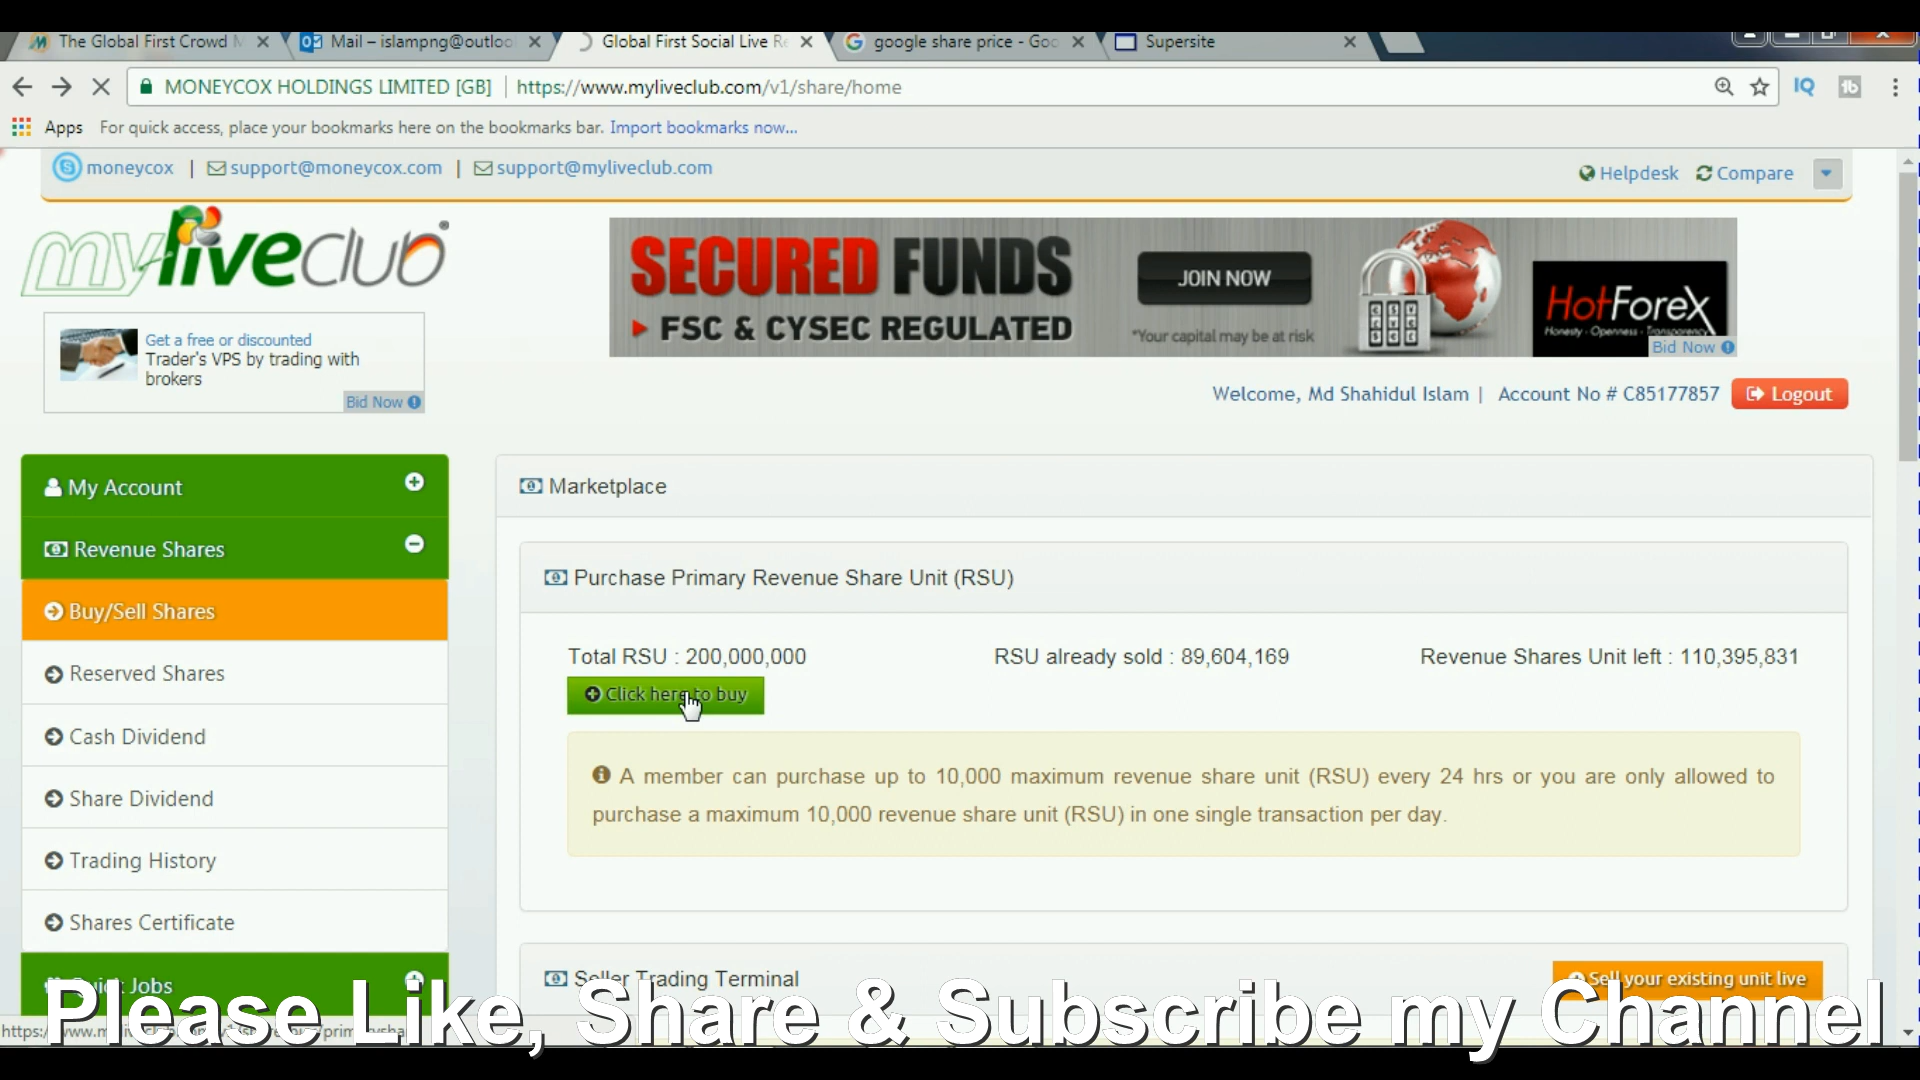 The Global First Crowd M
Mail – islampng@outloo
Global First Social Live Re
google share price - Goo
Supersite
MONEYCOX HOLDINGS LIMITED [GB]
https://www.myliveclub.com/v1/share/home
Apps
For quick access, place your bookmarks here on the bookmarks bar. Import bookmarks now...
moneycox | support@moneycox.com | support@myliveclub.com
Helpdesk
Compare
myliveclub
SECURED FUNDS
FSC & CYSEC REGULATED
JOIN NOW
*Your capital may be at risk
HotForex
Honesty - Openness - Transparency
Bid Now
Get a free or discounted
Trader's VPS by trading with
brokers
Bid Now
Welcome, Md Shahidul Islam | Account No # C85177857
Logout
My Account
Revenue Shares
Buy/Sell Shares
Reserved Shares
Cash Dividend
Share Dividend
Trading History
Shares Certificate
Quick Jobs
Marketplace
Purchase Primary Revenue Share Unit (RSU)
Total RSU : 200,000,000
RSU already sold : 89,604,169
Revenue Shares Unit left : 110,395,831
Click here to buy
A member can purchase up to 10,000 maximum revenue share unit (RSU) every 24 hrs or you are only allowed to
purchase a maximum 10,000 revenue share unit (RSU) in one single transaction per day.
Seller Trading Terminal
Sell your existing unit live
Please Like, Share & Subscribe my Channel